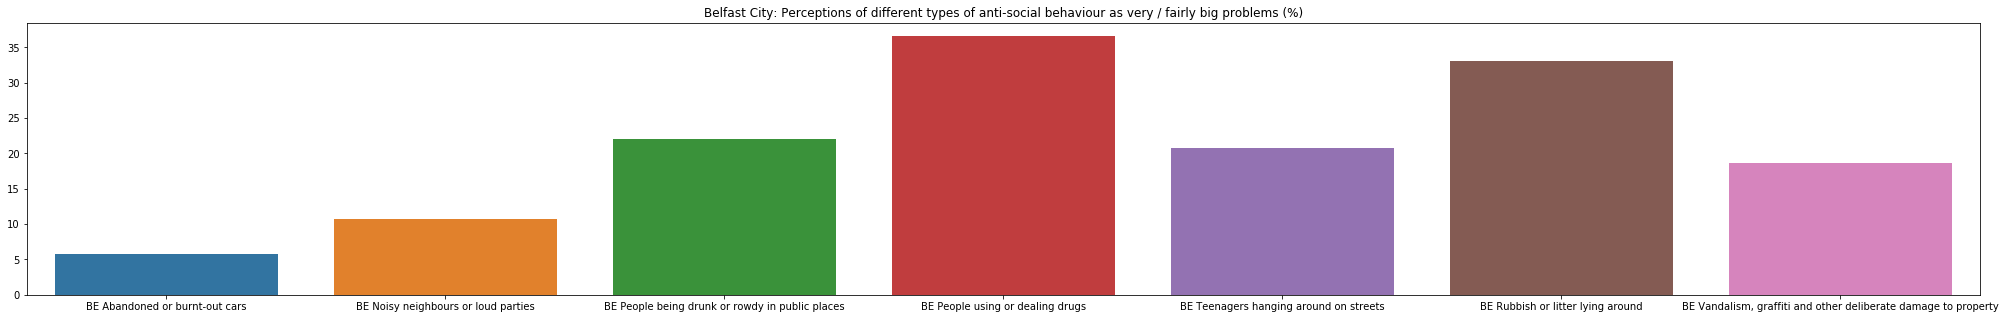 Belfast City: Perceptions of different types of anti-social behaviour as very / fairly big problems (%)
35
30
25
20
15
10
5
0
BE Abandoned or burnt-out cars
BE Noisy neighbours or loud parties
BE People being drunk or rowdy in public places
BE People using or dealing drugs
BE Teenagers hanging around on streets
BE Rubbish or litter lying around
BE Vandalism, graffiti and other deliberate damage to property